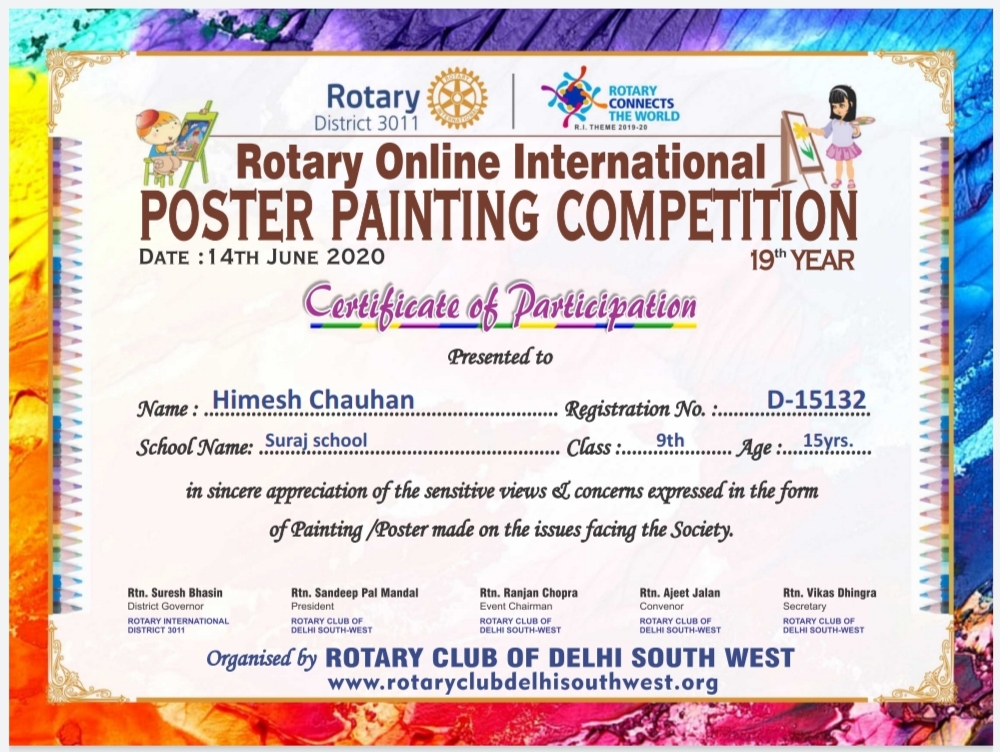 Rotary
District 3011
ROTARY INTERNATIONAL
ROTARY
CONNECTS
THE WORLD
R.I. THEME 2019-20
Rotary Online International
POSTER PAINTING COMPETITION
DATE :14TH JUNE 2020
19th YEAR
Certificate of Participation
Presented to
Name : Himesh Chauhan Registration No. : D-15132
School Name: Suraj school Class : 9th Age : 15yrs.
in sincere appreciation of the sensitive views & concerns expressed in the form
of Painting /Poster made on the issues facing the Society.
Rtn. Suresh Bhasin
District Governor
ROTARY INTERNATIONAL
DISTRICT 3011
Rtn. Sandeep Pal Mandal
President
ROTARY CLUB OF
DELHI SOUTH-WEST
Rtn. Ranjan Chopra
Event Chairman
ROTARY CLUB OF
DELHI SOUTH-WEST
Rtn. Ajeet Jalan
Convenor
ROTARY CLUB OF
DELHI SOUTH-WEST
Rtn. Vikas Dhingra
Secretary
ROTARY CLUB OF
DELHI SOUTH-WEST
Organised by ROTARY CLUB OF DELHI SOUTH WEST
www.rotaryclubdelhisouthwest.org